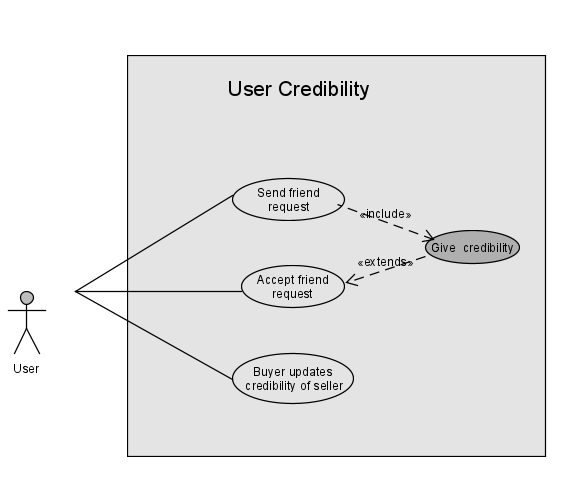 User Credibility
Send friend
request
«include»
Give credibility
«extends»
Accept friend
request
User
Buyer updates
credibility of seller